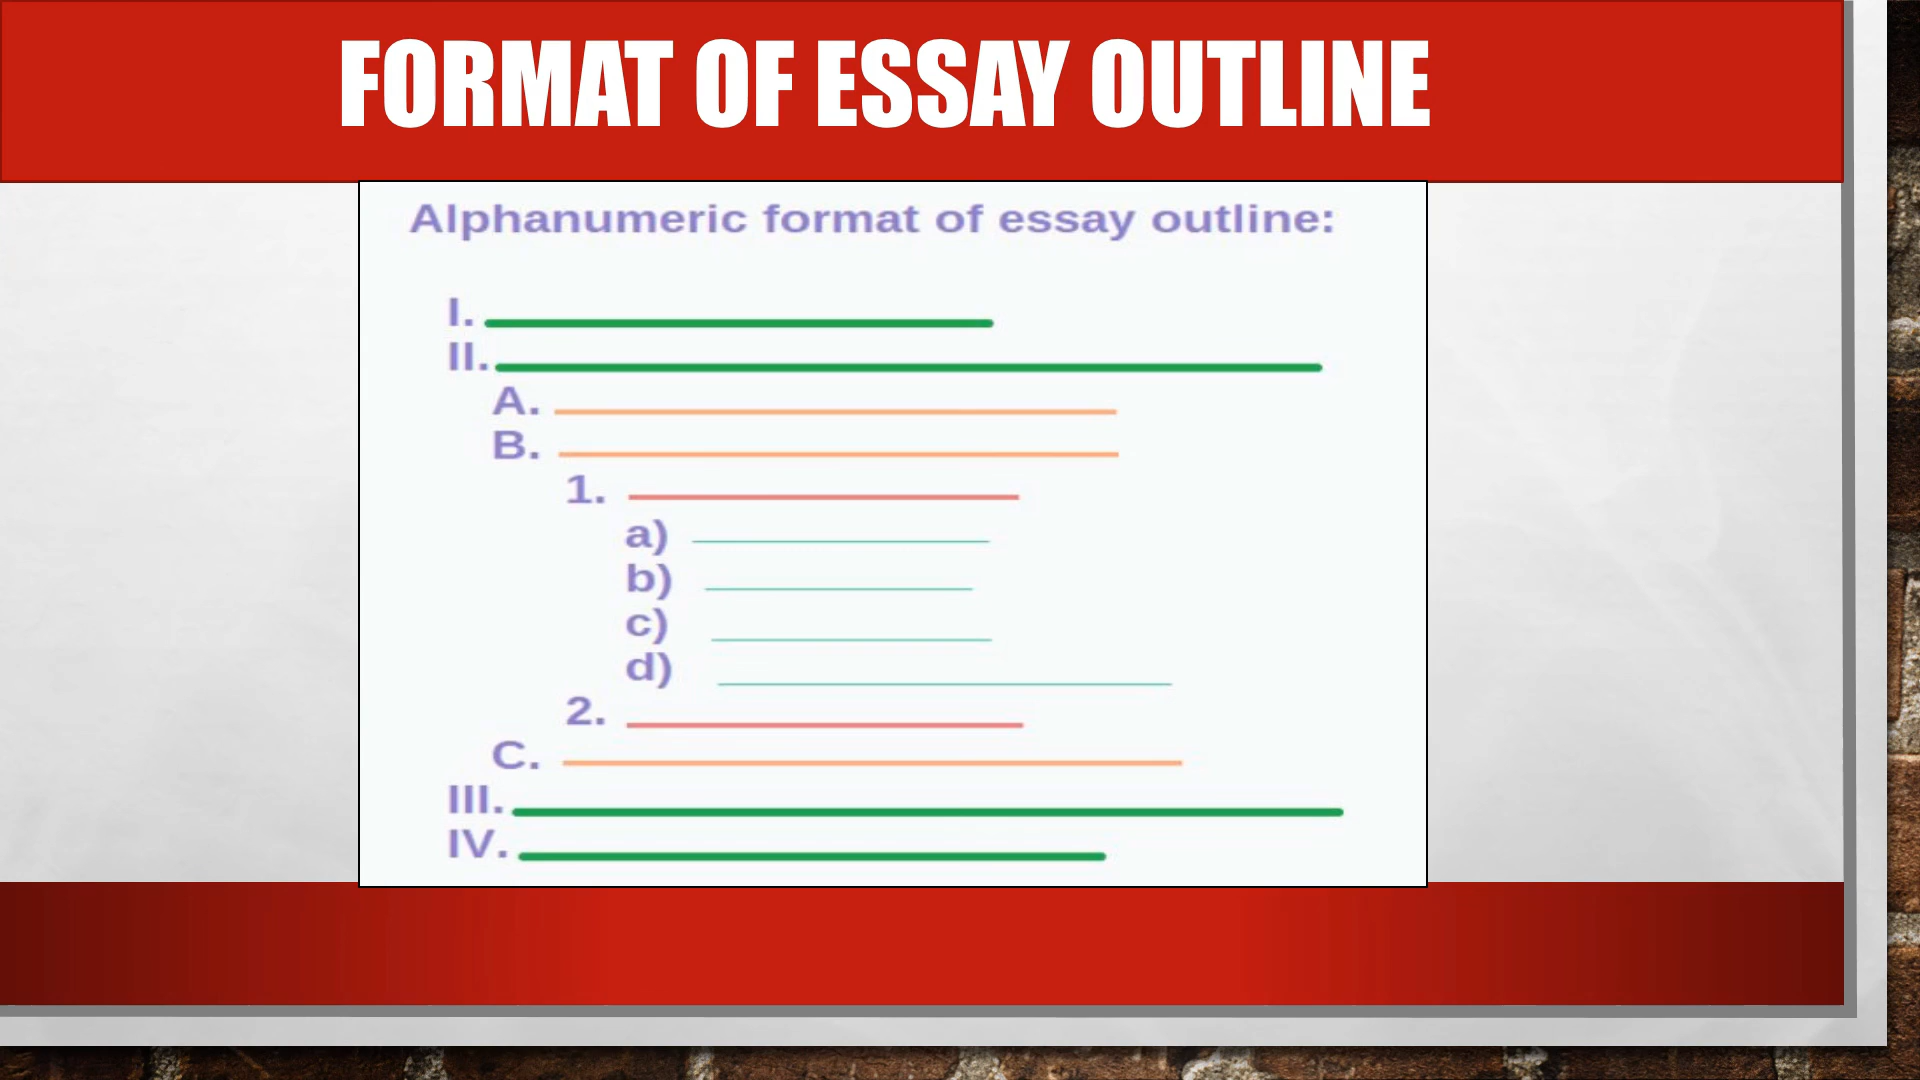 FORMAT OF ESSAY OUTLINE
Alphanumeric format of essay outline:
I.
II.
A.
B.
1.
a)
b)
c)
d)
2.
C.
III.
IV.